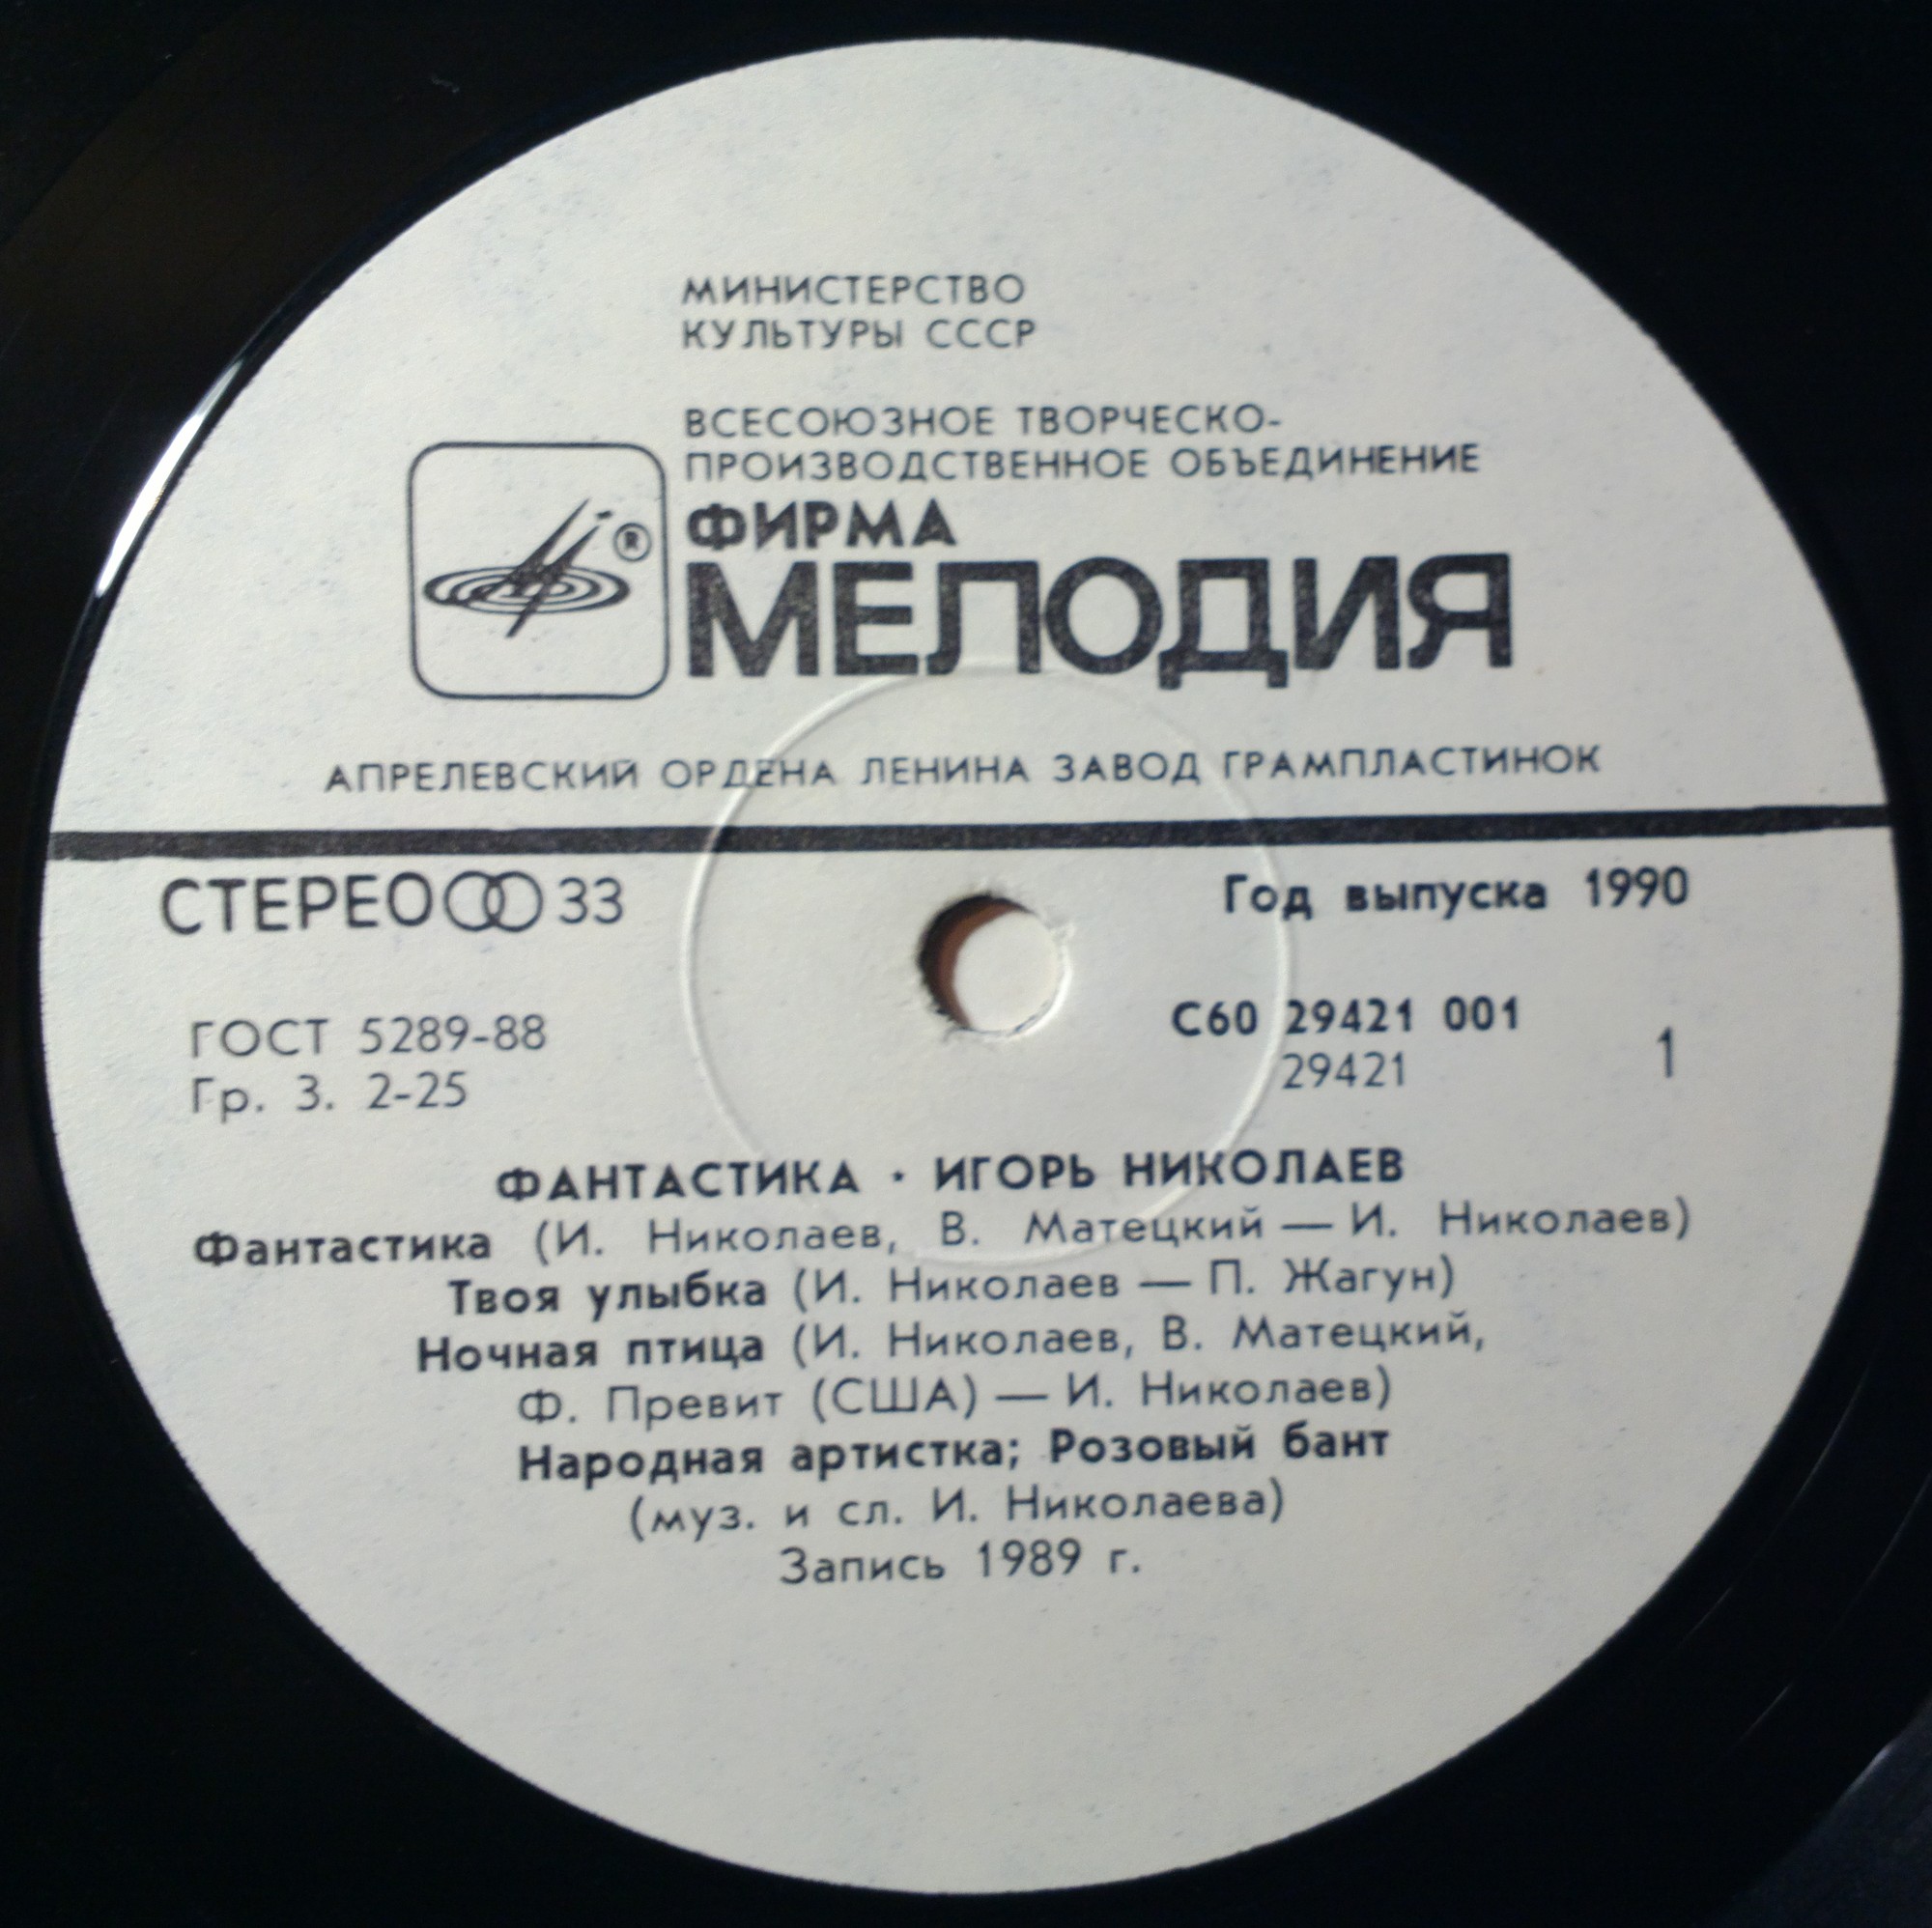 МИНИСТЕРСТВО
КУЛЬТУРЫ СССР
ВСЕСОЮЗНОЕ ТВОРЧЕСКО-
ПРОИЗВОДСТВЕННОЕ ОБЪЕДИНЕНИЕ
ФИРМА
® МЕЛОДИЯ
АПРЕЛЕВСКИЙ ОРДЕНА ЛЕНИНА ЗАВОД ГРАМПЛАСТИНОК
СТЕРЕО 33
Год выпуска 1990
ГОСТ 5289-88
Гр. 3. 2-25
С60 29421 001
29421
1
ФАНТАСТИКА · ИГОРЬ НИКОЛАЕВ
Фантастика (И. Николаев, В. Матецкий — И. Николаев)
Твоя улыбка (И. Николаев — П. Жагун)
Ночная птица (И. Николаев, В. Матецкий,
Ф. Превит (США) — И. Николаев)
Народная артистка; Розовый бант
(муз. и сл. И. Николаева)
Запись 1989 г.